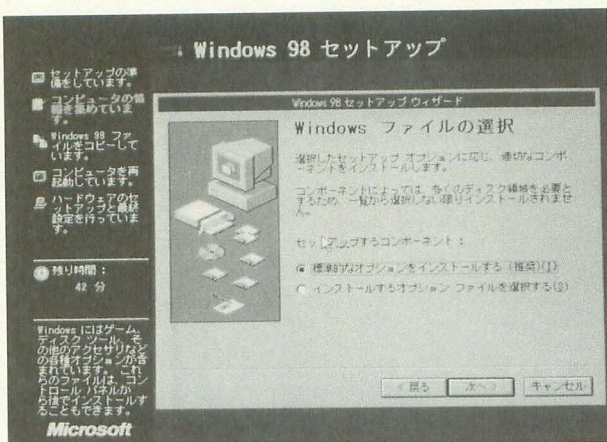 Windows 98 セットアップ
セットアップの準
備をしています。
コンピュータの情
報を集めていま
す。
Windows 98 ファ
イルをコピーして
います。
コンピュータを再
起動しています。
ハードウェアのセ
ットアップと最終
設定を行っていま
す。
残り時間：
42 分
Windows にはゲーム、
ディスク ツール、そ
の他のアクセサリなど
の各種オプションが含
まれています。 これ
らのファイルは、コン
トロール パネルか
ら後でインストールす
ることもできます。
Microsoft
Windows 98 セットアップ ウィザード
Windows ファイルの選択
選択したセットアップ オプションに応じ、適切なコンポ
ーネントをインストールします。
コンポーネントによっては、多くのディスク領域を必要と
するため、一覧から選択しない限りインストールされませ
ん。
セットアップするコンポーネント：
標準的なオプションをインストールする（推奨）(1)
インストールするオプション ファイルを選択する(2)
< 戻る
次へ >
キャンセル